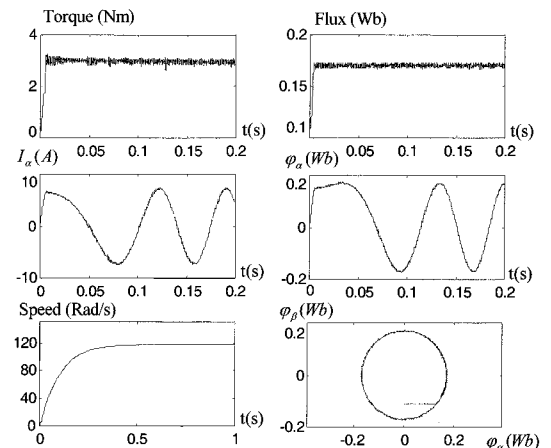 Torque (Nm)
4
2
0
0 0.05 0.1 0.15 0.2
t(s)
Flux (Wb)
0.2
0.15
0.1
0 0.05 0.1 0.15 0.2
t(s)
Iα(A)
10
0
-10
0 0.05 0.1 0.15 0.2
t(s)
φα(Wb)
0.2
0
-0.2
0 0.05 0.1 0.15 0.2
t(s)
Speed (Rad/s)
120
80
40
0
0 0.5 1
t(s)
φβ(Wb)
0.2
0
-0.2
-0.2 0 0.2
φα(Wb)